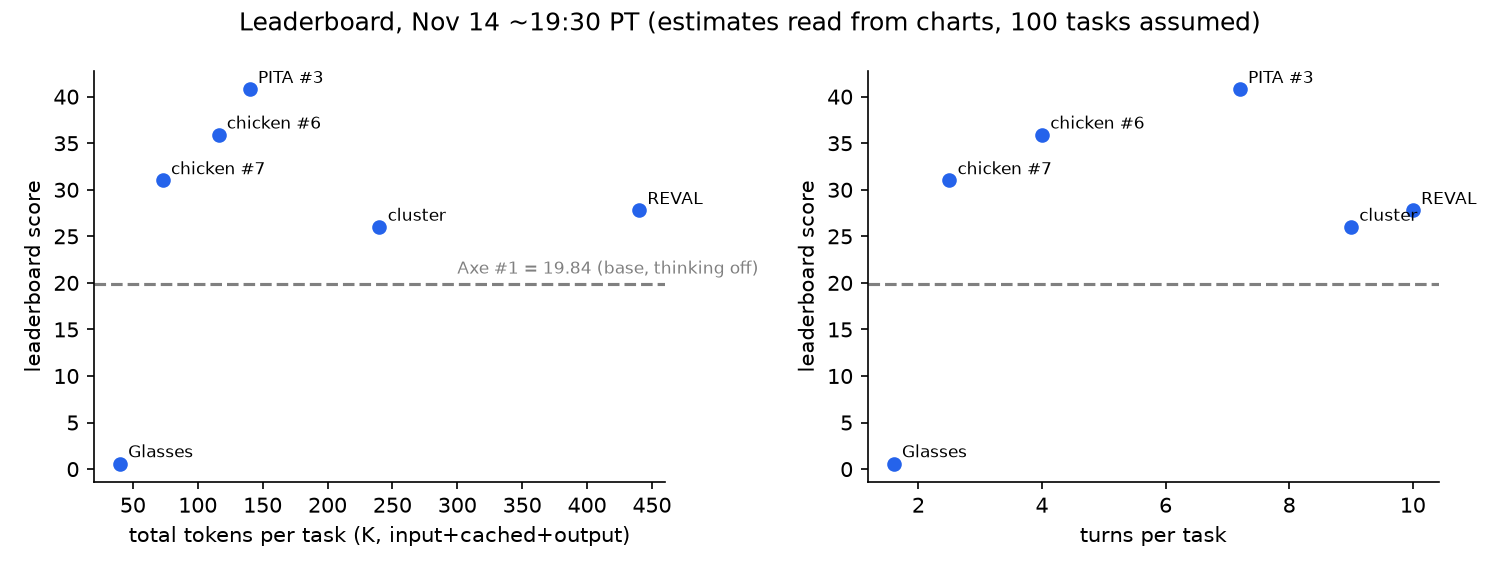 Leaderboard, Nov 14 ~19:30 PT (estimates read from charts, 100 tasks assumed)
leaderboard score
40
35
30
25
20
15
10
5
0
PITA #3
chicken #6
chicken #7
REVAL
cluster
Axe #1 = 19.84 (base, thinking off)
Glasses
50 100 150 200 250 300 350 400 450
total tokens per task (K, input+cached+output)
leaderboard score
40
35
30
25
20
15
10
5
0
PITA #3
chicken #6
chicken #7
REVAL
cluster
Glasses
2 4 6 8 10
turns per task